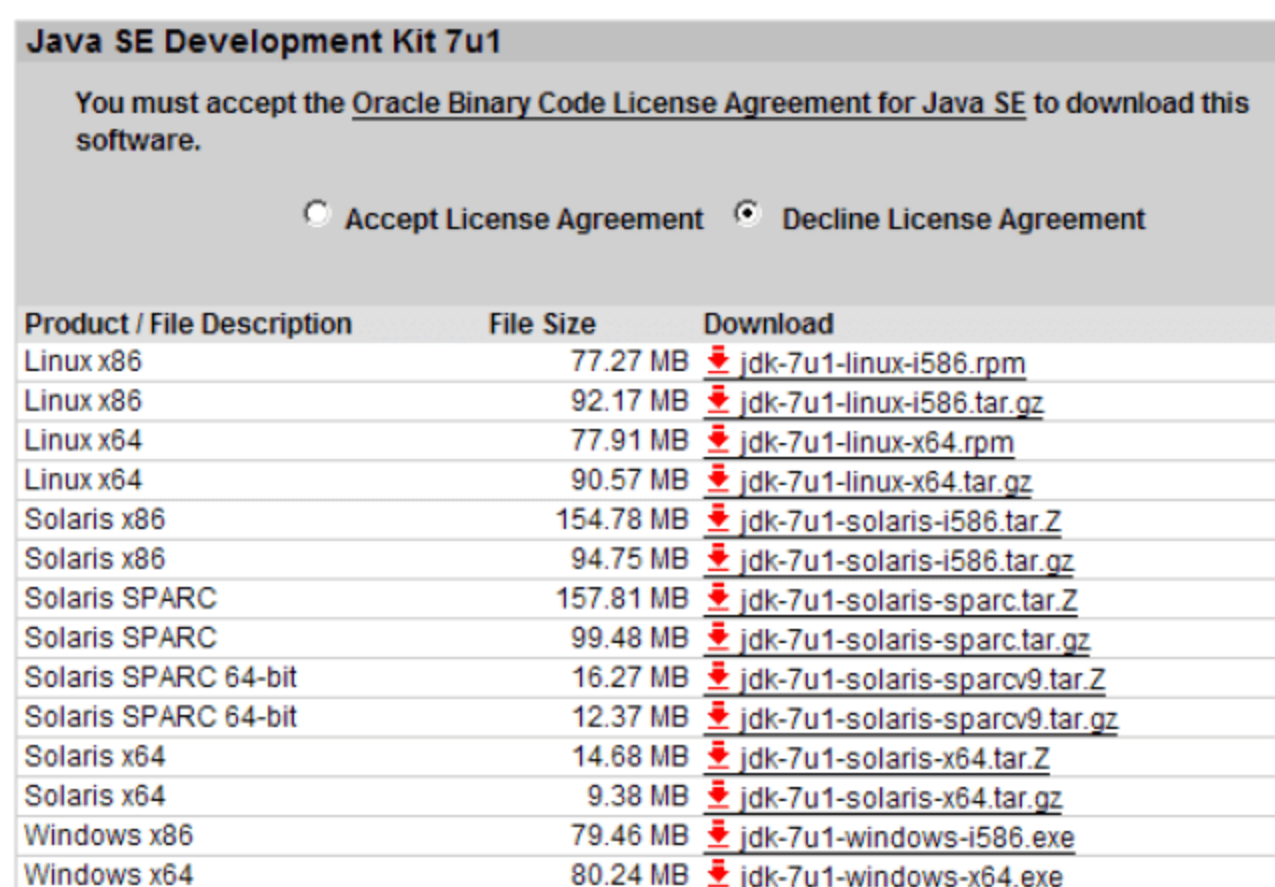 Java SE Development Kit 7u1
You must accept the Oracle Binary Code License Agreement for Java SE to download this
software.
Accept License Agreement Decline License Agreement
Product / File Description File Size Download
Linux x86 77.27 MB jdk-7u1-linux-i586.rpm
Linux x86 92.17 MB jdk-7u1-linux-i586.tar.gz
Linux x64 77.91 MB jdk-7u1-linux-x64.rpm
Linux x64 90.57 MB jdk-7u1-linux-x64.tar.gz
Solaris x86 154.78 MB jdk-7u1-solaris-i586.tar.Z
Solaris x86 94.75 MB jdk-7u1-solaris-i586.tar.gz
Solaris SPARC 157.81 MB jdk-7u1-solaris-sparc.tar.Z
Solaris SPARC 99.48 MB jdk-7u1-solaris-sparc.tar.gz
Solaris SPARC 64-bit 16.27 MB jdk-7u1-solaris-sparcv9.tar.Z
Solaris SPARC 64-bit 12.37 MB jdk-7u1-solaris-sparcv9.tar.gz
Solaris x64 14.68 MB jdk-7u1-solaris-x64.tar.Z
Solaris x64 9.38 MB jdk-7u1-solaris-x64.tar.gz
Windows x86 79.46 MB jdk-7u1-windows-i586.exe
Windows x64 80.24 MB jdk-7u1-windows-x64.exe